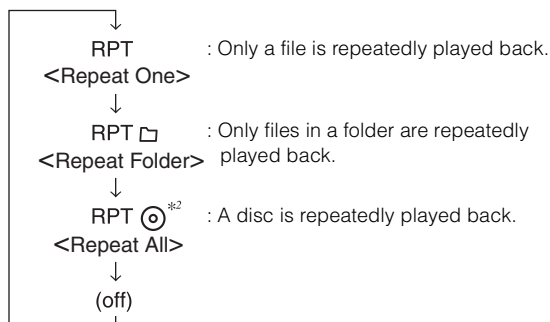 RPT : Only a file is repeatedly played back.
<Repeat One>
RPT : Only files in a folder are repeatedly
<Repeat Folder> played back.
RPT *2 : A disc is repeatedly played back.
<Repeat All>
(off)